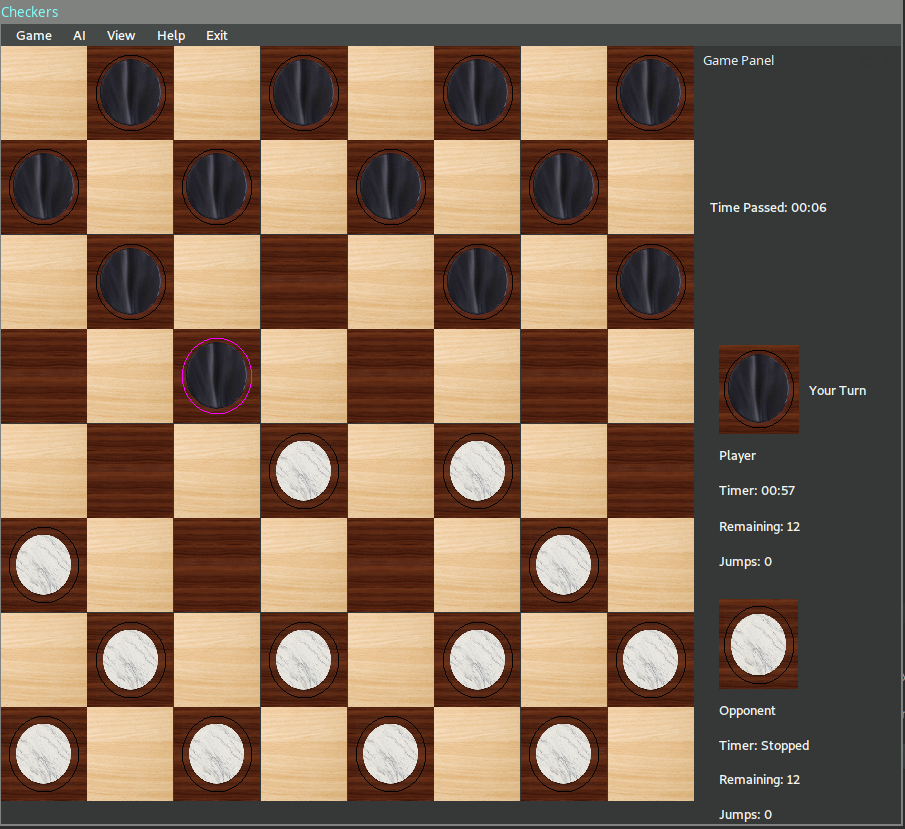 Checkers
Game AI View Help Exit
Game Panel
Time Passed: 00:06
Your Turn
Player
Timer: 00:57
Remaining: 12
Jumps: 0
Opponent
Timer: Stopped
Remaining: 12
Jumps: 0